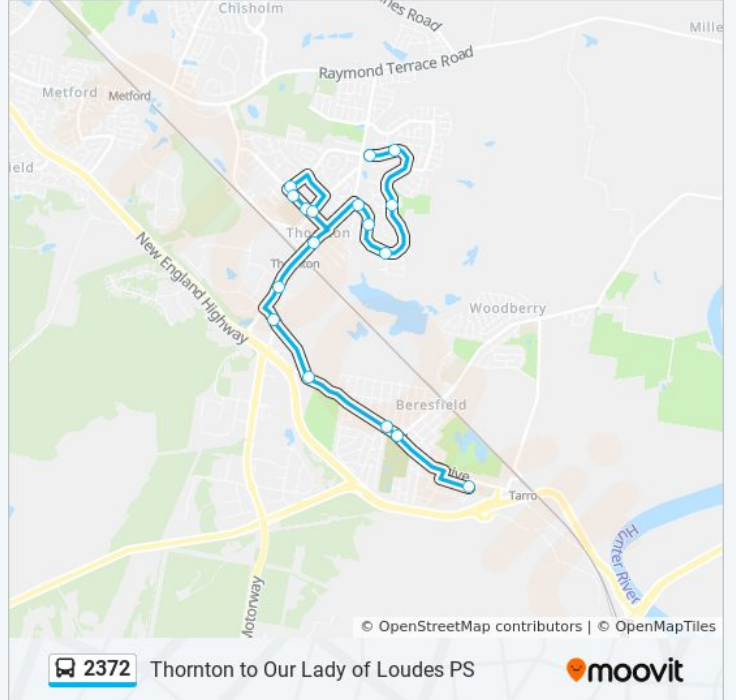 Chisholm
nes Road
Mille
Raymond Terrace Road
Metford
Metford
ield
Thornton
Thornton
New England Highway
Woodberry
Beresfield
ive
Tarro
Hunter River
Motorway
© OpenStreetMap contributors | © OpenMapTiles
2372 Thornton to Our Lady of Loudes PS
moovit